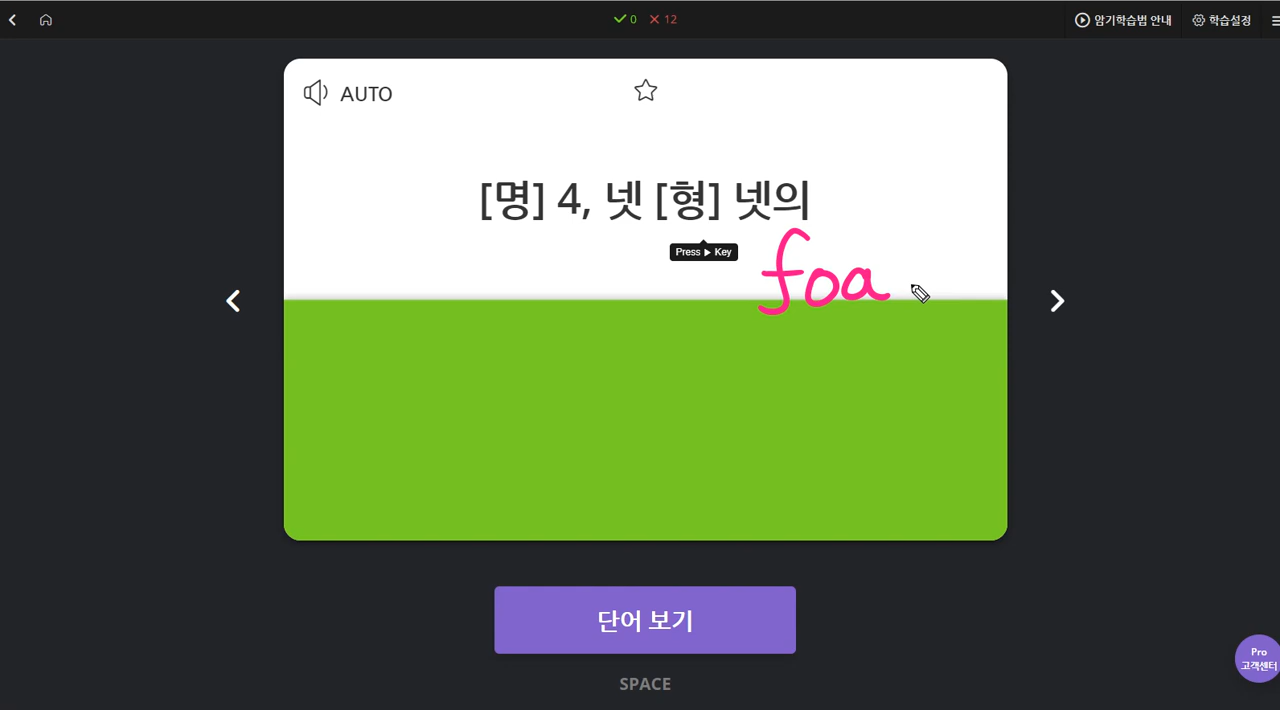 0 12 암기학습법 안내 학습설정
AUTO
[명] 4, 넷 [형] 넷의
Press ▶ Key
foa
단어 보기
SPACE
Pro
고객센터